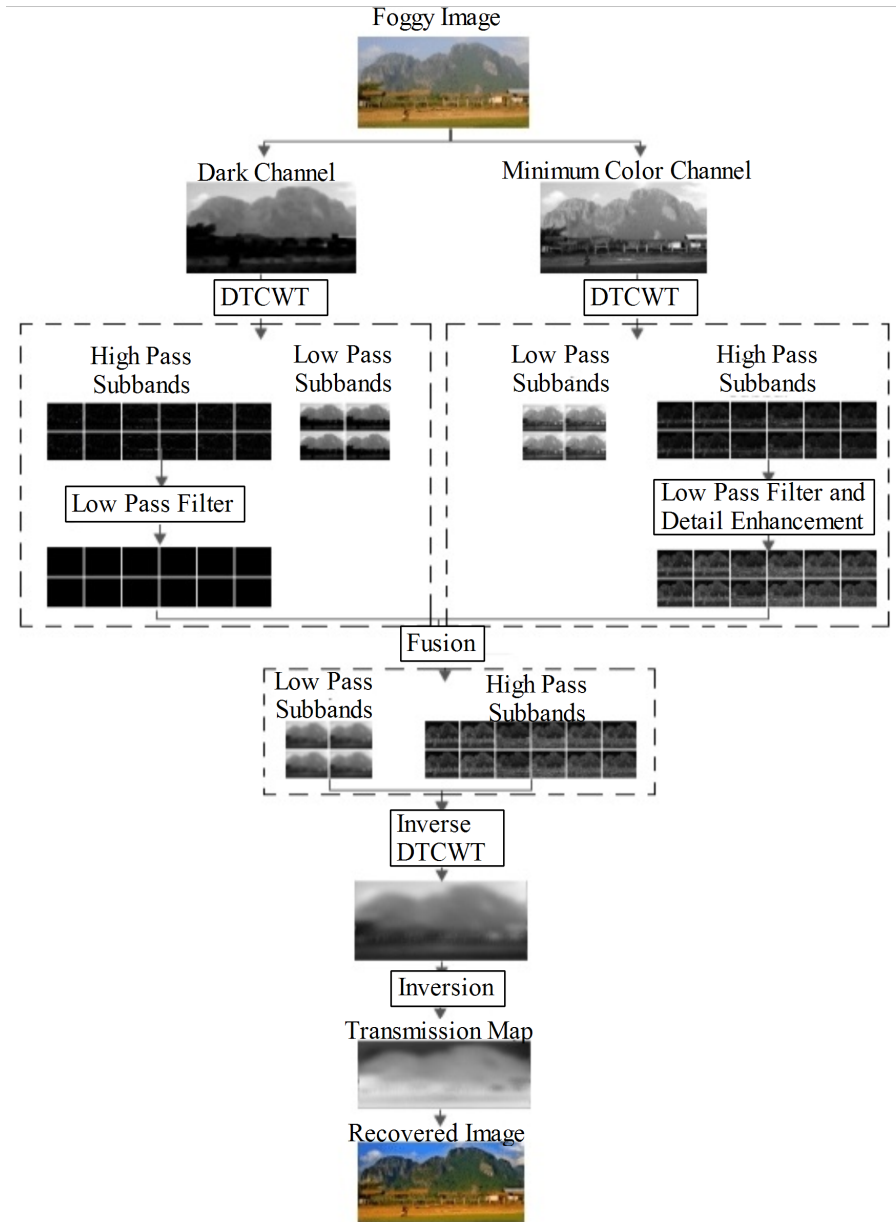 Foggy Image
Dark Channel
Minimum Color Channel
DTCWT
DTCWT
High Pass
Subbands
Low Pass
Subbands
Low Pass
Subbands
High Pass
Subbands
Low Pass Filter
Low Pass Filter and
Detail Enhancement
Fusion
Low Pass
Subbands
High Pass
Subbands
Inverse
DTCWT
Inversion
Transmission Map
Recovered Image